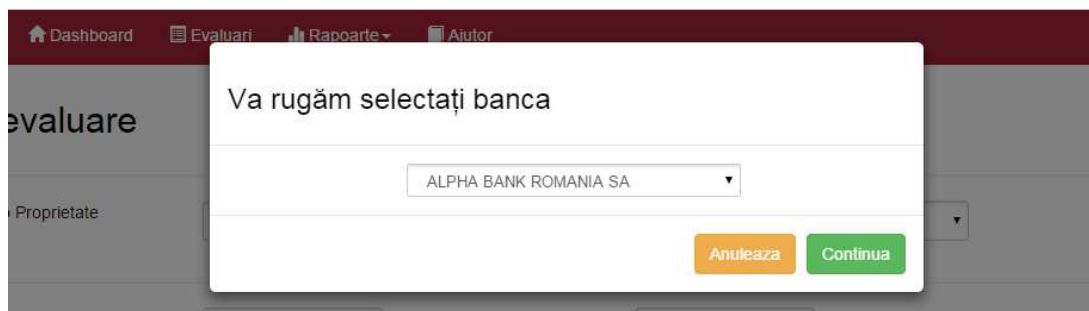 Dashboard Evaluari Rapoarte Ajutor
Va rugăm selectați banca
evaluare
ALPHA BANK ROMANIA SA
Proprietate
Anuleaza Continua